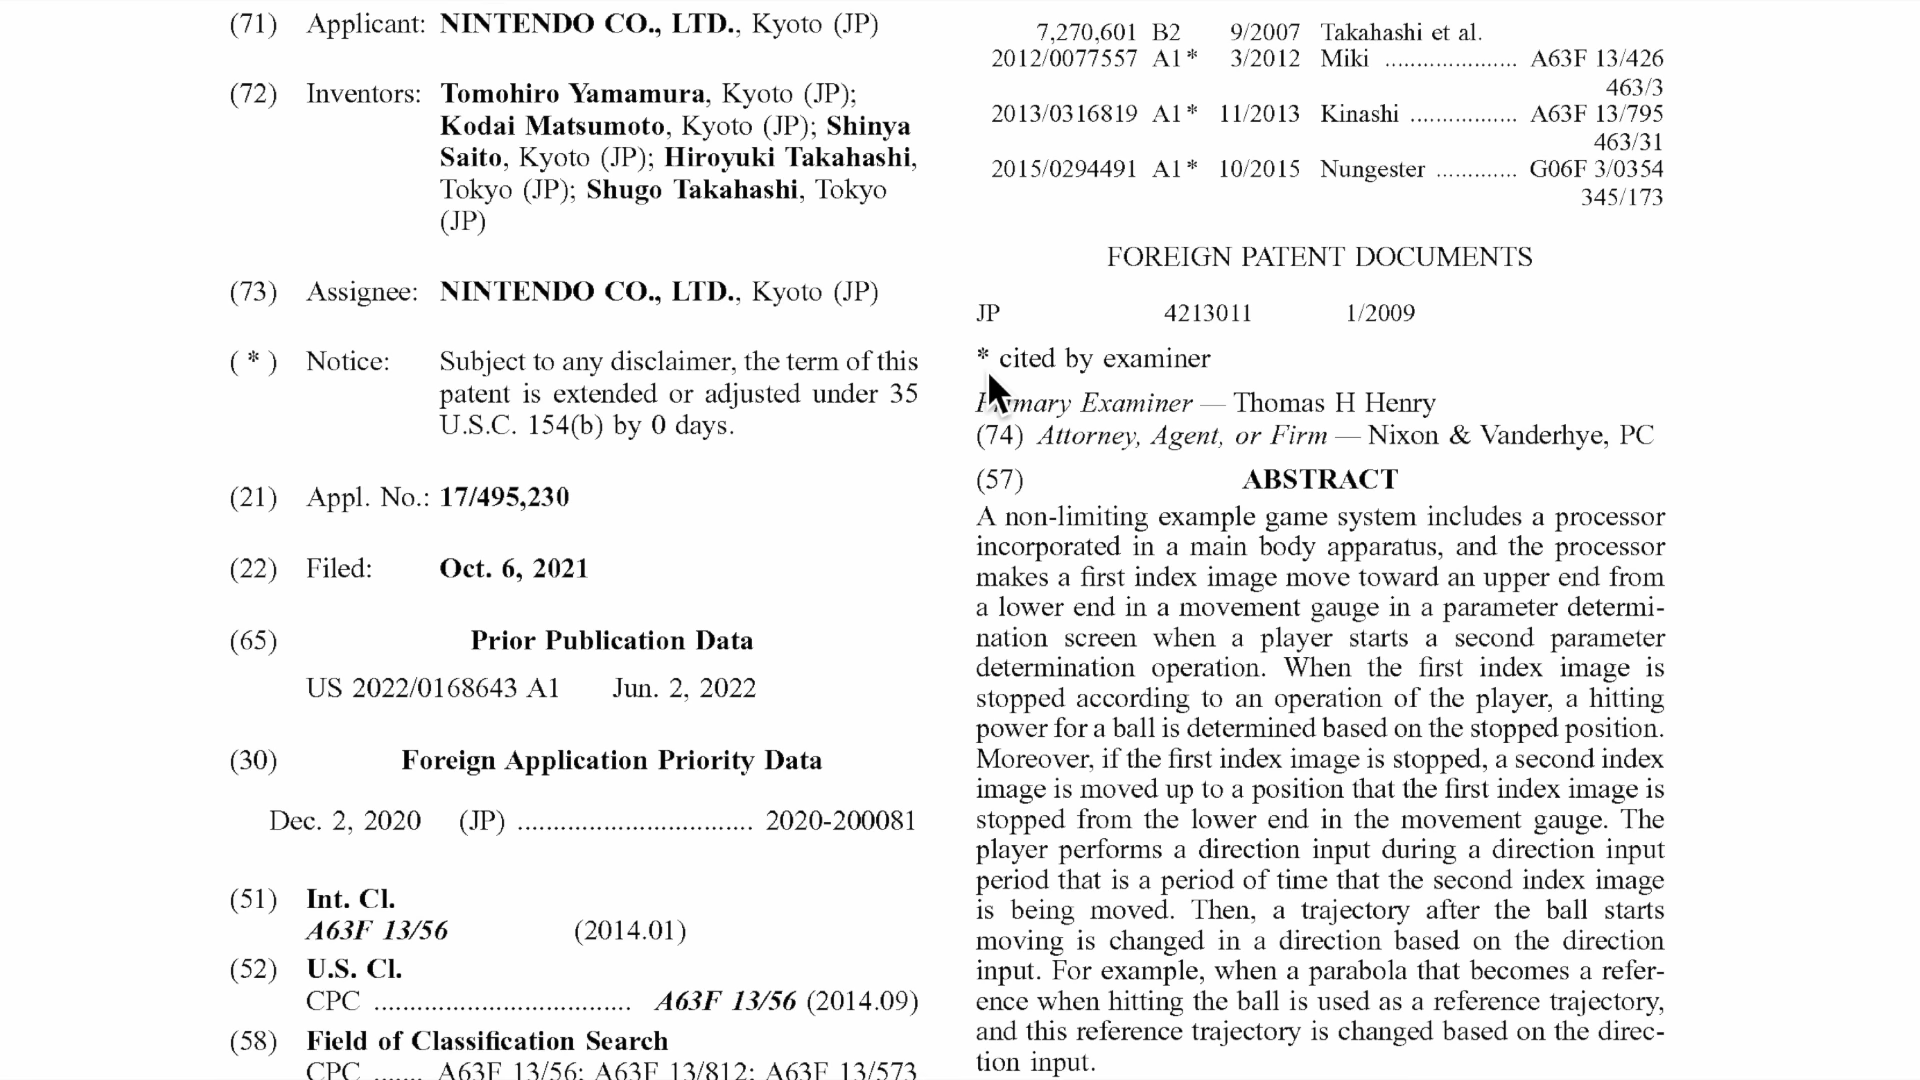 (71) Applicant: NINTENDO CO., LTD., Kyoto (JP)
(72) Inventors: Tomohiro Yamamura, Kyoto (JP);
Kodai Matsumoto, Kyoto (JP); Shinya
Saito, Kyoto (JP); Hiroyuki Takahashi,
Tokyo (JP); Shugo Takahashi, Tokyo
(JP)
(73) Assignee: NINTENDO CO., LTD., Kyoto (JP)
( * ) Notice: Subject to any disclaimer, the term of this
patent is extended or adjusted under 35
U.S.C. 154(b) by 0 days.
(21) Appl. No.: 17/495,230
(22) Filed: Oct. 6, 2021
(65) Prior Publication Data
US 2022/0168643 A1 Jun. 2, 2022
(30) Foreign Application Priority Data
Dec. 2, 2020 (JP) ................................. 2020-200081
(51) Int. Cl.
A63F 13/56 (2014.01)
(52) U.S. Cl.
CPC .................................... A63F 13/56 (2014.09)
(58) Field of Classification Search
CPC ....... A63F 13/56; A63F 13/812; A63F 13/573
7,270,601 B2 9/2007 Takahashi et al.
2012/0077557 A1* 3/2012 Miki ..................... A63F 13/426
463/3
2013/0316819 A1* 11/2013 Kinashi ................. A63F 13/795
463/31
2015/0294491 A1* 10/2015 Nungester ............. G06F 3/0354
345/173
FOREIGN PATENT DOCUMENTS
JP 4213011 1/2009
* cited by examiner
Primary Examiner — Thomas H Henry
(74) Attorney, Agent, or Firm — Nixon & Vanderhye, PC
(57) ABSTRACT
A non-limiting example game system includes a processor
incorporated in a main body apparatus, and the processor
makes a first index image move toward an upper end from
a lower end in a movement gauge in a parameter determi-
nation screen when a player starts a second parameter
determination operation. When the first index image is
stopped according to an operation of the player, a hitting
power for a ball is determined based on the stopped position.
Moreover, if the first index image is stopped, a second index
image is moved up to a position that the first index image is
stopped from the lower end in the movement gauge. The
player performs a direction input during a direction input
period that is a period of time that the second index image
is being moved. Then, a trajectory after the ball starts
moving is changed in a direction based on the direction
input. For example, when a parabola that becomes a refer-
ence when hitting the ball is used as a reference trajectory,
and this reference trajectory is changed based on the direc-
tion input.